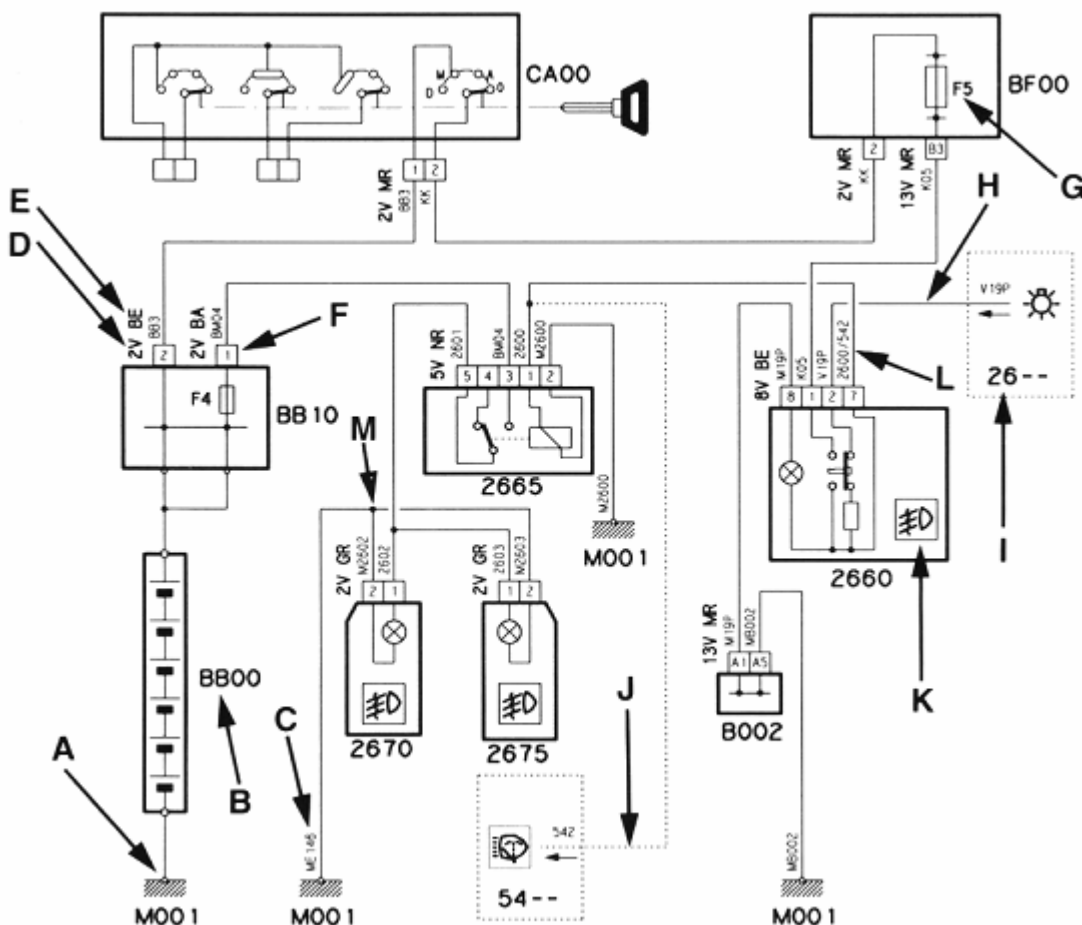 M A
D O
CA00
F5
BF00
G
1 2
2V MR
BB3
KK
2 B3
2V MR
KK
13V MR
K05
H
E
D
2V BE
BB3
2V BA
BM04
F
2 1
F4
BB10
5V NR
2601
BM04
2600
M2600
5 4 3 1 2
2665
M2600
M001
8V BE
M19P
K05
V19P
2600/542
L
8 1 2 7
2660
V19P
26--
I
M
2V GR
M2602
2602
2 1
2670
2V GR
2603
M2603
1 2
2675
13V MR
M19P
MB002
A1 A5
B002
K
BB00
A
B
C
J
ME146
542
54--
MB002
M001
M001
M001